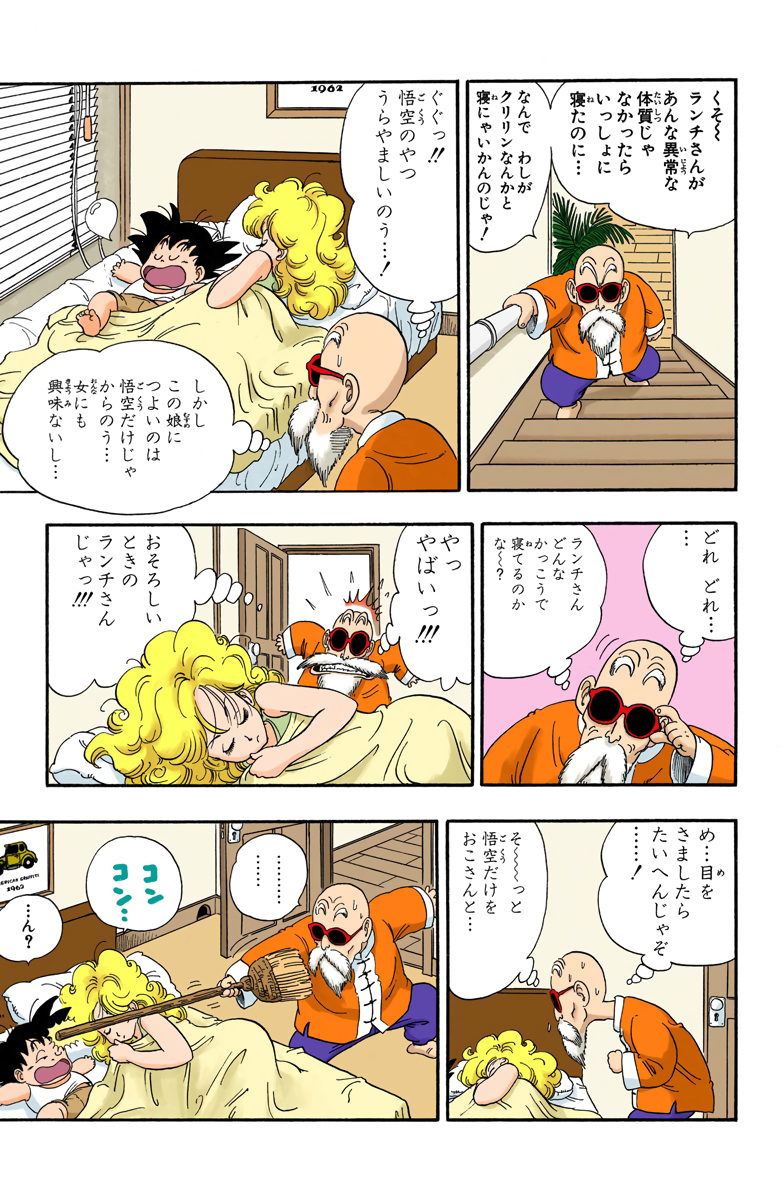 くそ〜
ランチさんが
あんな異常な
体質じゃ
なかったら
いっしょに
寝たのに…
なんで　わしが
クリリンなんかと
寝にゃいかんのじゃ！
1962
ぐぐっ!!
悟空のやつ
うらやましいのう…！
しかし
この娘に
つよいのは
悟空だけじゃ
からのう…
女にも
興味ないし…
どれ どれ…
…
ランチさん
どんな
かっこうで
寝てるのか
な〜？
やっ
やばいっ!!!
おそろしい
ときの
ランチさん
じゃっ!!!
め…目を
さましたら
たいへんじゃぞ
……！
そ〜〜〜っと
悟空だけを
おこさんと…
………
………
コン
コン…
…ん？
AMERICAN GRAFFITI
1962